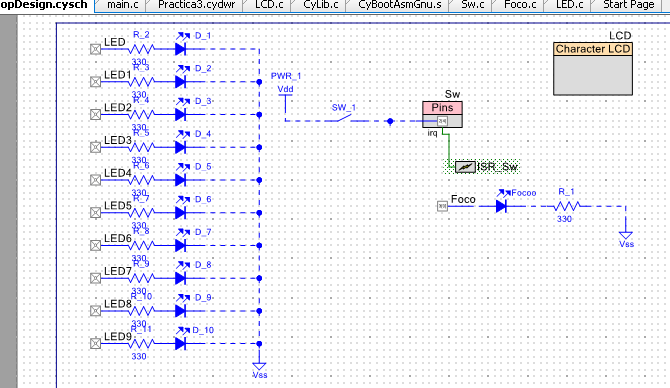 opDesign.cysch main.c Practica3.cydwr LCD.c CyLib.c CyBootAsmGnu.s Sw.c Foco.c LED.c Start Page
LED R_2 D_1
330
LED1 R_3 D_2
330
LED2 R_4 D_3
330
LED3 R_5 D_4
330
LED4 R_6 D_5
330
LED5 R_7 D_6
330
LED6 R_8 D_7
330
LED7 R_9 D_8
330
LED8 R_10 D_9
330
LED9 R_11 D_10
330
Vss
PWR_1
Vdd
SW_1
Sw
Pins
irq
ISR_Sw
Foco Focoo R_1
330
Vss
LCD
Character LCD